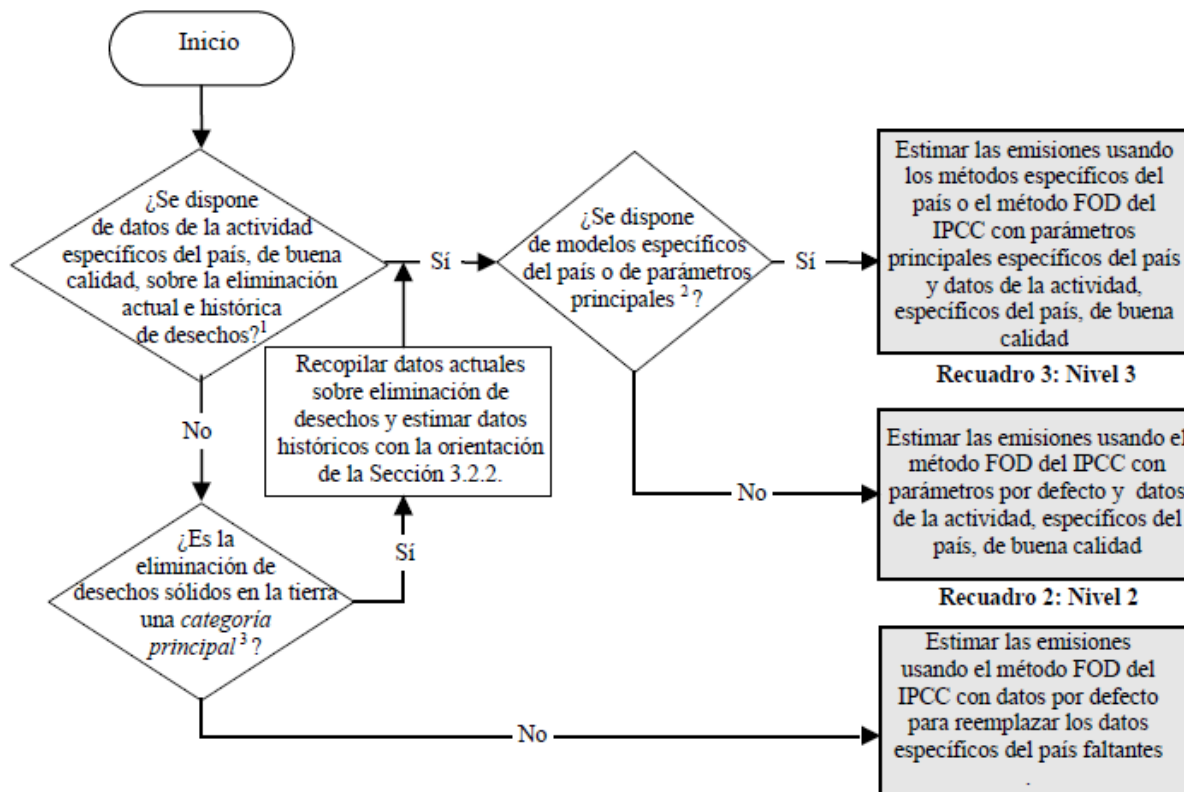 Inicio
¿Se dispone
de datos de la actividad
específicos del país, de buena
calidad, sobre la eliminación
actual e histórica
de desechos?1
Sí
¿Se dispone
de modelos específicos
del país o de parámetros
principales 2 ?
Sí
Estimar las emisiones usando
los métodos específicos del
país o el método FOD del
IPCC con parámetros
principales específicos del país
y datos de la actividad,
específicos del país, de buena
calidad
Recuadro 3: Nivel 3
No
Recopilar datos actuales
sobre eliminación de
desechos y estimar datos
históricos con la orientación
de la Sección 3.2.2.
No
Estimar las emisiones usando el
método FOD del IPCC con
parámetros por defecto y datos
de la actividad, específicos del
país, de buena calidad
Recuadro 2: Nivel 2
¿Es la
eliminación de
desechos sólidos en la tierra
una categoría
principal 3 ?
Sí
No
Estimar las emisiones
usando el método FOD del
IPCC con datos por defecto
para reemplazar los datos
específicos del país faltantes
.